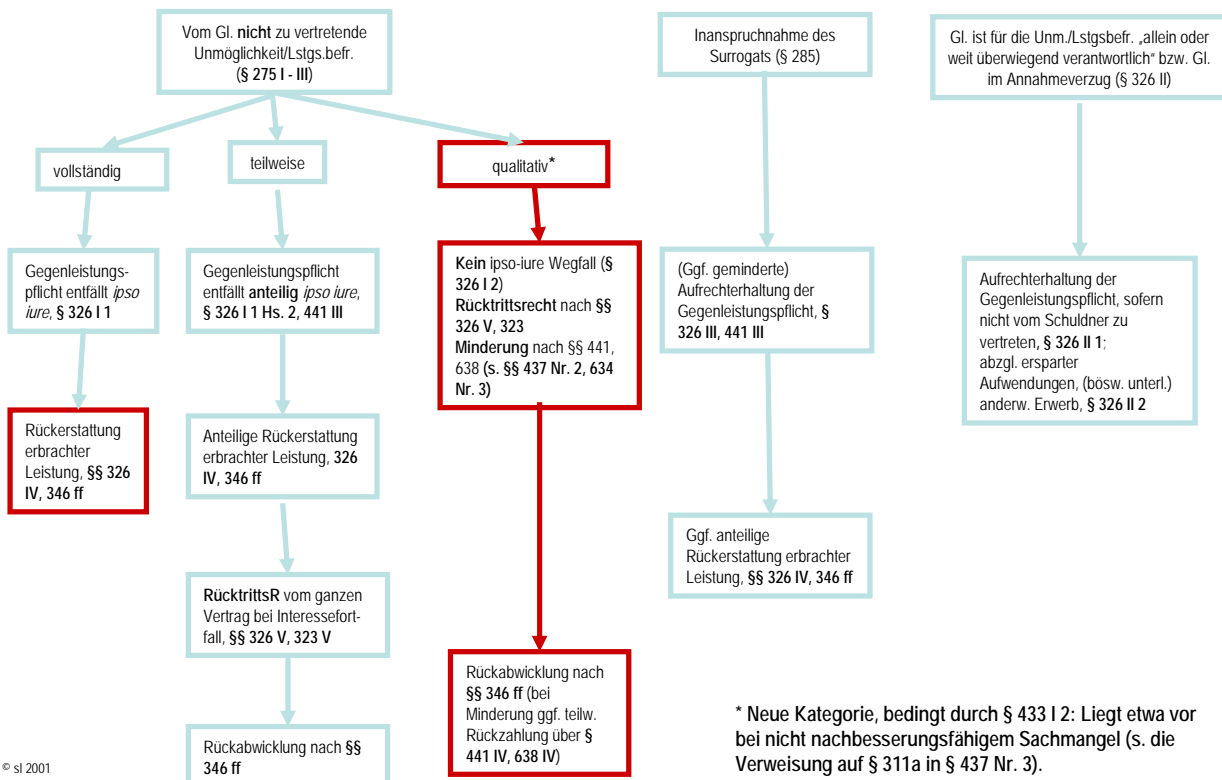 Vom Gl. nicht zu vertretende
Unmöglichkeit/Lstgs.befr.
(§ 275 I - III)
Inanspruchnahme des
Surrogats (§ 285)
Gl. ist für die Unm./Lstgsbefr. „allein oder
weit überwiegend verantwortlich“ bzw. Gl.
im Annahmeverzug (§ 326 II)
vollständig
teilweise
qualitativ*
Gegenleistungs-
pflicht entfällt ipso
iure, § 326 I 1
Gegenleistungspflicht
entfällt anteilig ipso iure,
§ 326 I 1 Hs. 2, 441 III
Kein ipso-iure Wegfall (§
326 I 2)
Rücktrittsrecht nach §§
326 V, 323
Minderung nach §§ 441,
638 (s. §§ 437 Nr. 2, 634
Nr. 3)
(Ggf. geminderte)
Aufrechterhaltung der
Gegenleistungspflicht, §
326 III, 441 III
Aufrechterhaltung der
Gegenleistungspflicht, sofern
nicht vom Schuldner zu
vertreten, § 326 II 1;
abzgl. ersparter
Aufwendungen, (bösw. unterl.)
anderw. Erwerb, § 326 II 2
Rückerstattung
erbrachter
Leistung, §§ 326
IV, 346 ff
Anteilige Rückerstattung
erbrachter Leistung, 326
IV, 346 ff
Ggf. anteilige
Rückerstattung erbrachter
Leistung, §§ 326 IV, 346 ff
RücktrittsR vom ganzen
Vertrag bei Interessefort-
fall, §§ 326 V, 323 V
Rückabwicklung nach
§§ 346 ff (bei
Minderung ggf. teilw.
Rückzahlung über §
441 IV, 638 IV)
Rückabwicklung nach §§
346 ff
* Neue Kategorie, bedingt durch § 433 I 2: Liegt etwa vor
bei nicht nachbesserungsfähigem Sachmangel (s. die
Verweisung auf § 311a in § 437 Nr. 3).
© sl 2001